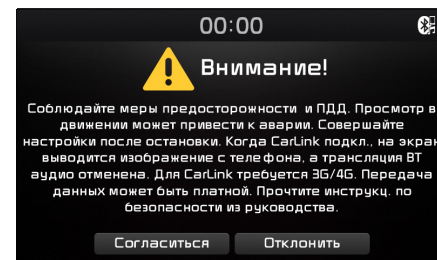 00:00
Внимание!
Соблюдайте меры предосторожности и ПДД. Просмотр в
движении может привести к аварии. Совершайте
настройки после остановки. Когда CarLink подкл., на экран
выводится изображение с телефона, а трансляция BT
аудио отменена. Для CarLink требуется 3G/4G. Передача
данных может быть платной. Прочтите инструкц. по
безопасности из руководства.
Согласиться Отклонить